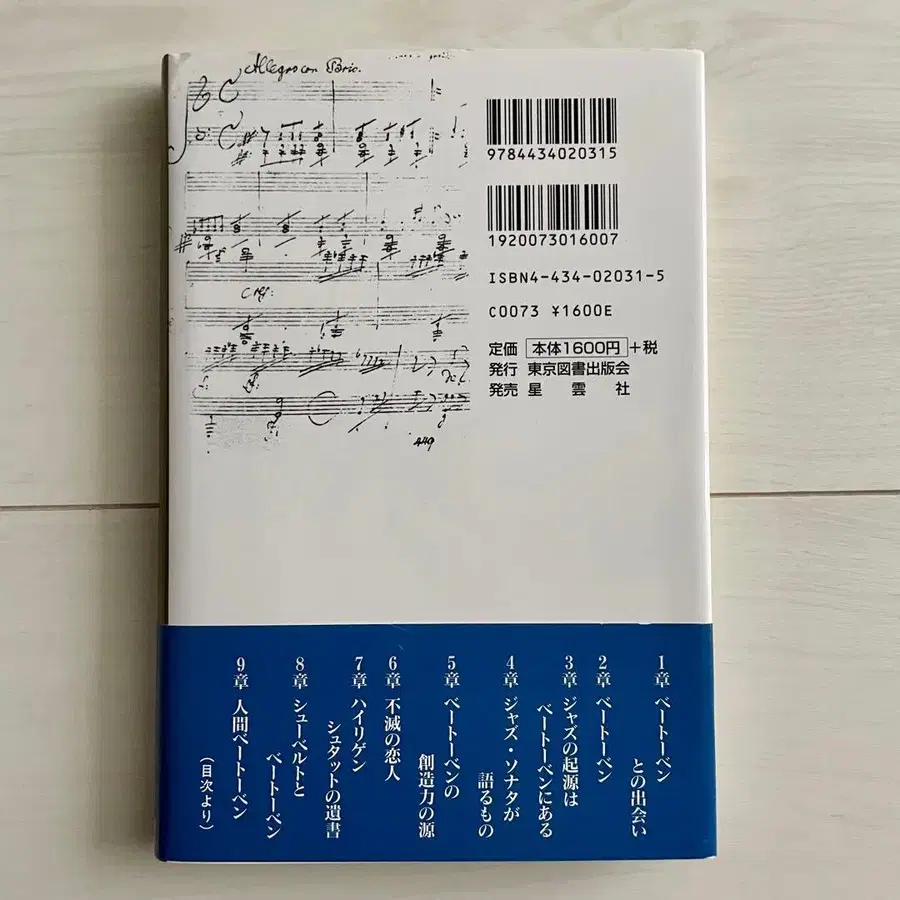 Allegro con Brio.
9784434020315
1920073016007
ISBN4-434-02031-5
C0073 ¥1600E
定価 本体1600円+税
発行 東京図書出版会
発売 星雲社
449
1章 ベートーベン
との出会い
2章 ベートーベン
3章 ジャズの起源は
ベートーベンにある
4章 ジャズ・ソナタが
語るもの
5章 ベートーベンの
創造力の源
6章 不滅の恋人
7章 ハイリゲン
シュタットの遺書
8章 シューベルトと
ベートーベン
9章 人間ベートーベン
(目次より)